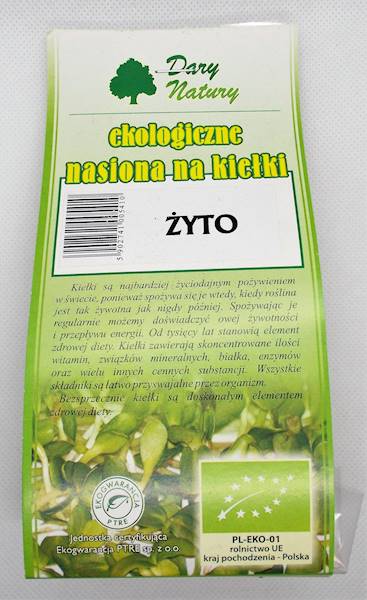 Dary
Natury
ekologiczne
nasiona na kiełki
ŻYTO
5902741005410
Kiełki są najbardziej życiodajnym pożywieniem
w świecie, ponieważ spożywa się je wtedy, kiedy roślina
jest tak żywotna jak nigdy później. Spożywając je
regularnie możemy doświadczyć owej żywotności
i przepływu energii. Od tysięcy lat stanowią element
zdrowej diety. Kiełki zawierają skoncentrowane ilości
witamin, związków mineralnych, białka, enzymów
oraz wielu innych cennych substancji. Wszystkie
składniki są łatwo przyswajalne przez organizm.
Bezsprzecznie kiełki są doskonałym elementem
zdrowej diety.
EKOGWARANCJA
PTRE
Jednostka certyfikująca
Ekogwarancja PTRE sp. z o.o.
PL-EKO-01
rolnictwo UE
kraj pochodzenia - Polska